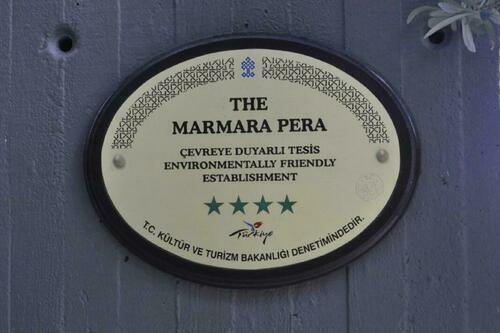 THE
MARMARA PERA
ÇEVREYE DUYARLI TESİS
ENVIRONMENTALLY FRIENDLY
ESTABLISHMENT
Türkiye
T.C. KÜLTÜR VE TURİZM BAKANLIĞI DENETİMİNDEDİR.